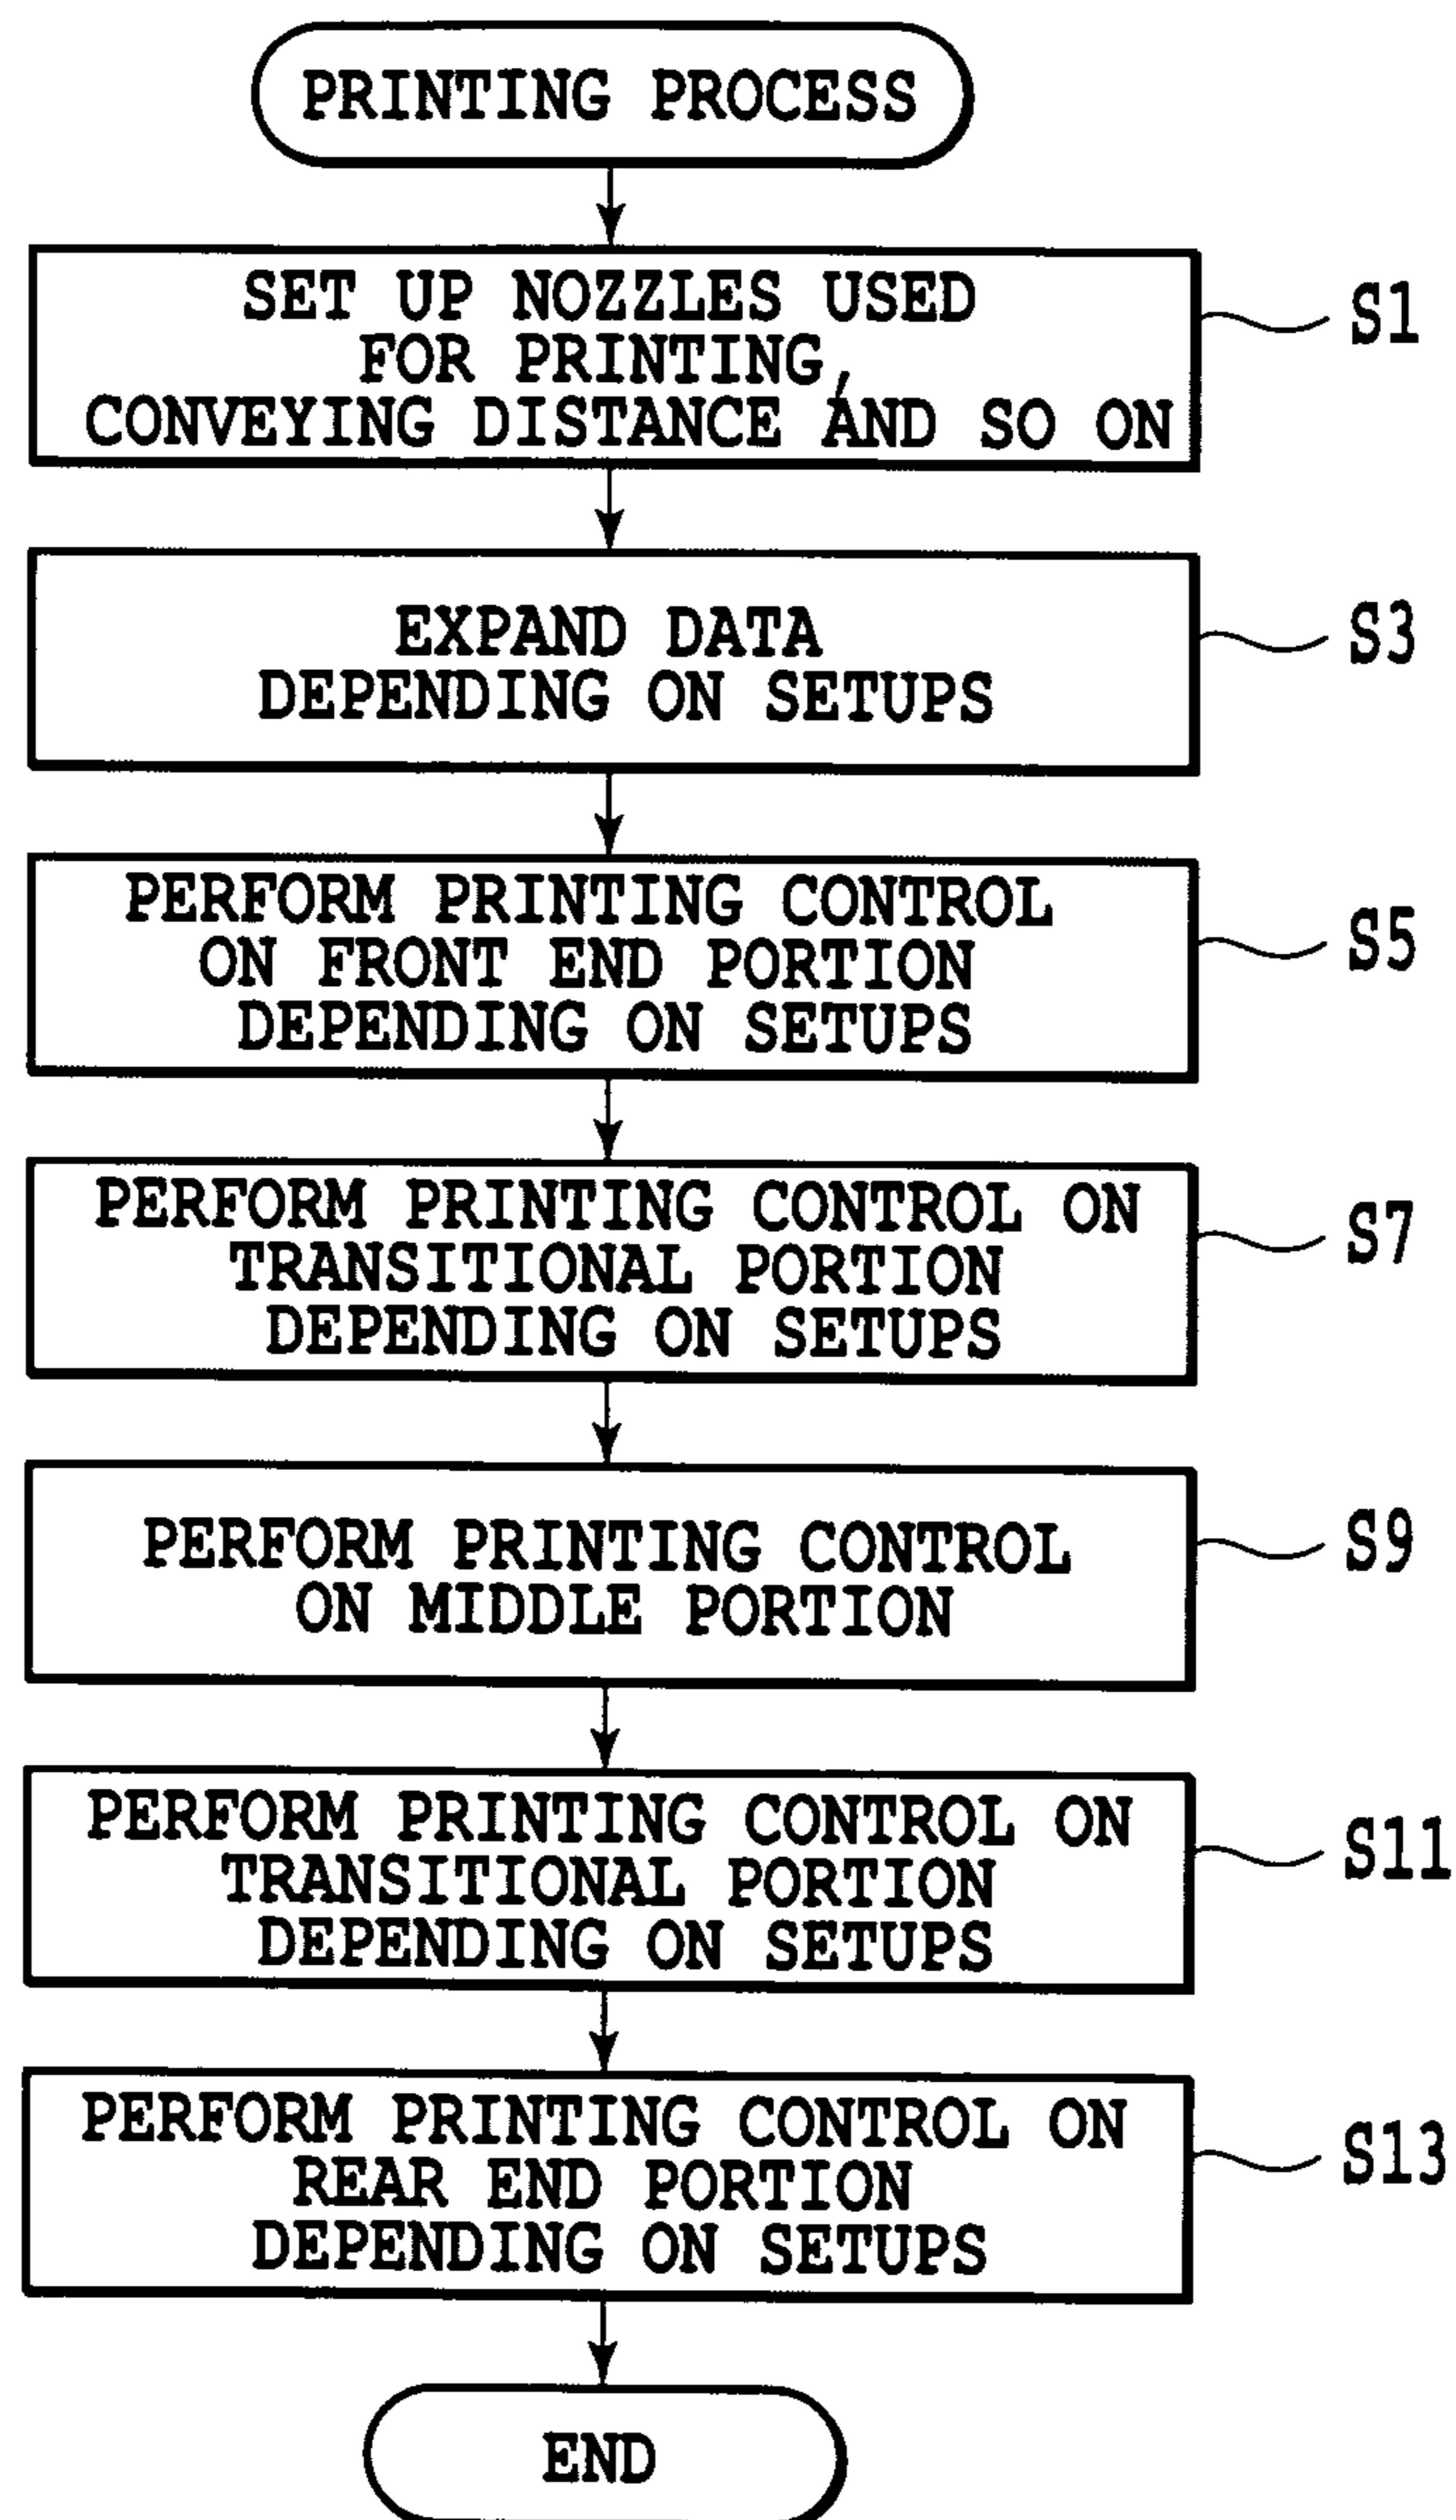 PRINTING PROCESS
SET UP NOZZLES USED
FOR PRINTING,
CONVEYING DISTANCE AND SO ON
S1
EXPAND DATA
DEPENDING ON SETUPS
S3
PERFORM PRINTING CONTROL
ON FRONT END PORTION
DEPENDING ON SETUPS
S5
PERFORM PRINTING CONTROL ON
TRANSITIONAL PORTION
DEPENDING ON SETUPS
S7
PERFORM PRINTING CONTROL
ON MIDDLE PORTION
S9
PERFORM PRINTING CONTROL ON
TRANSITIONAL PORTION
DEPENDING ON SETUPS
S11
PERFORM PRINTING CONTROL ON
REAR END PORTION
DEPENDING ON SETUPS
S13
END